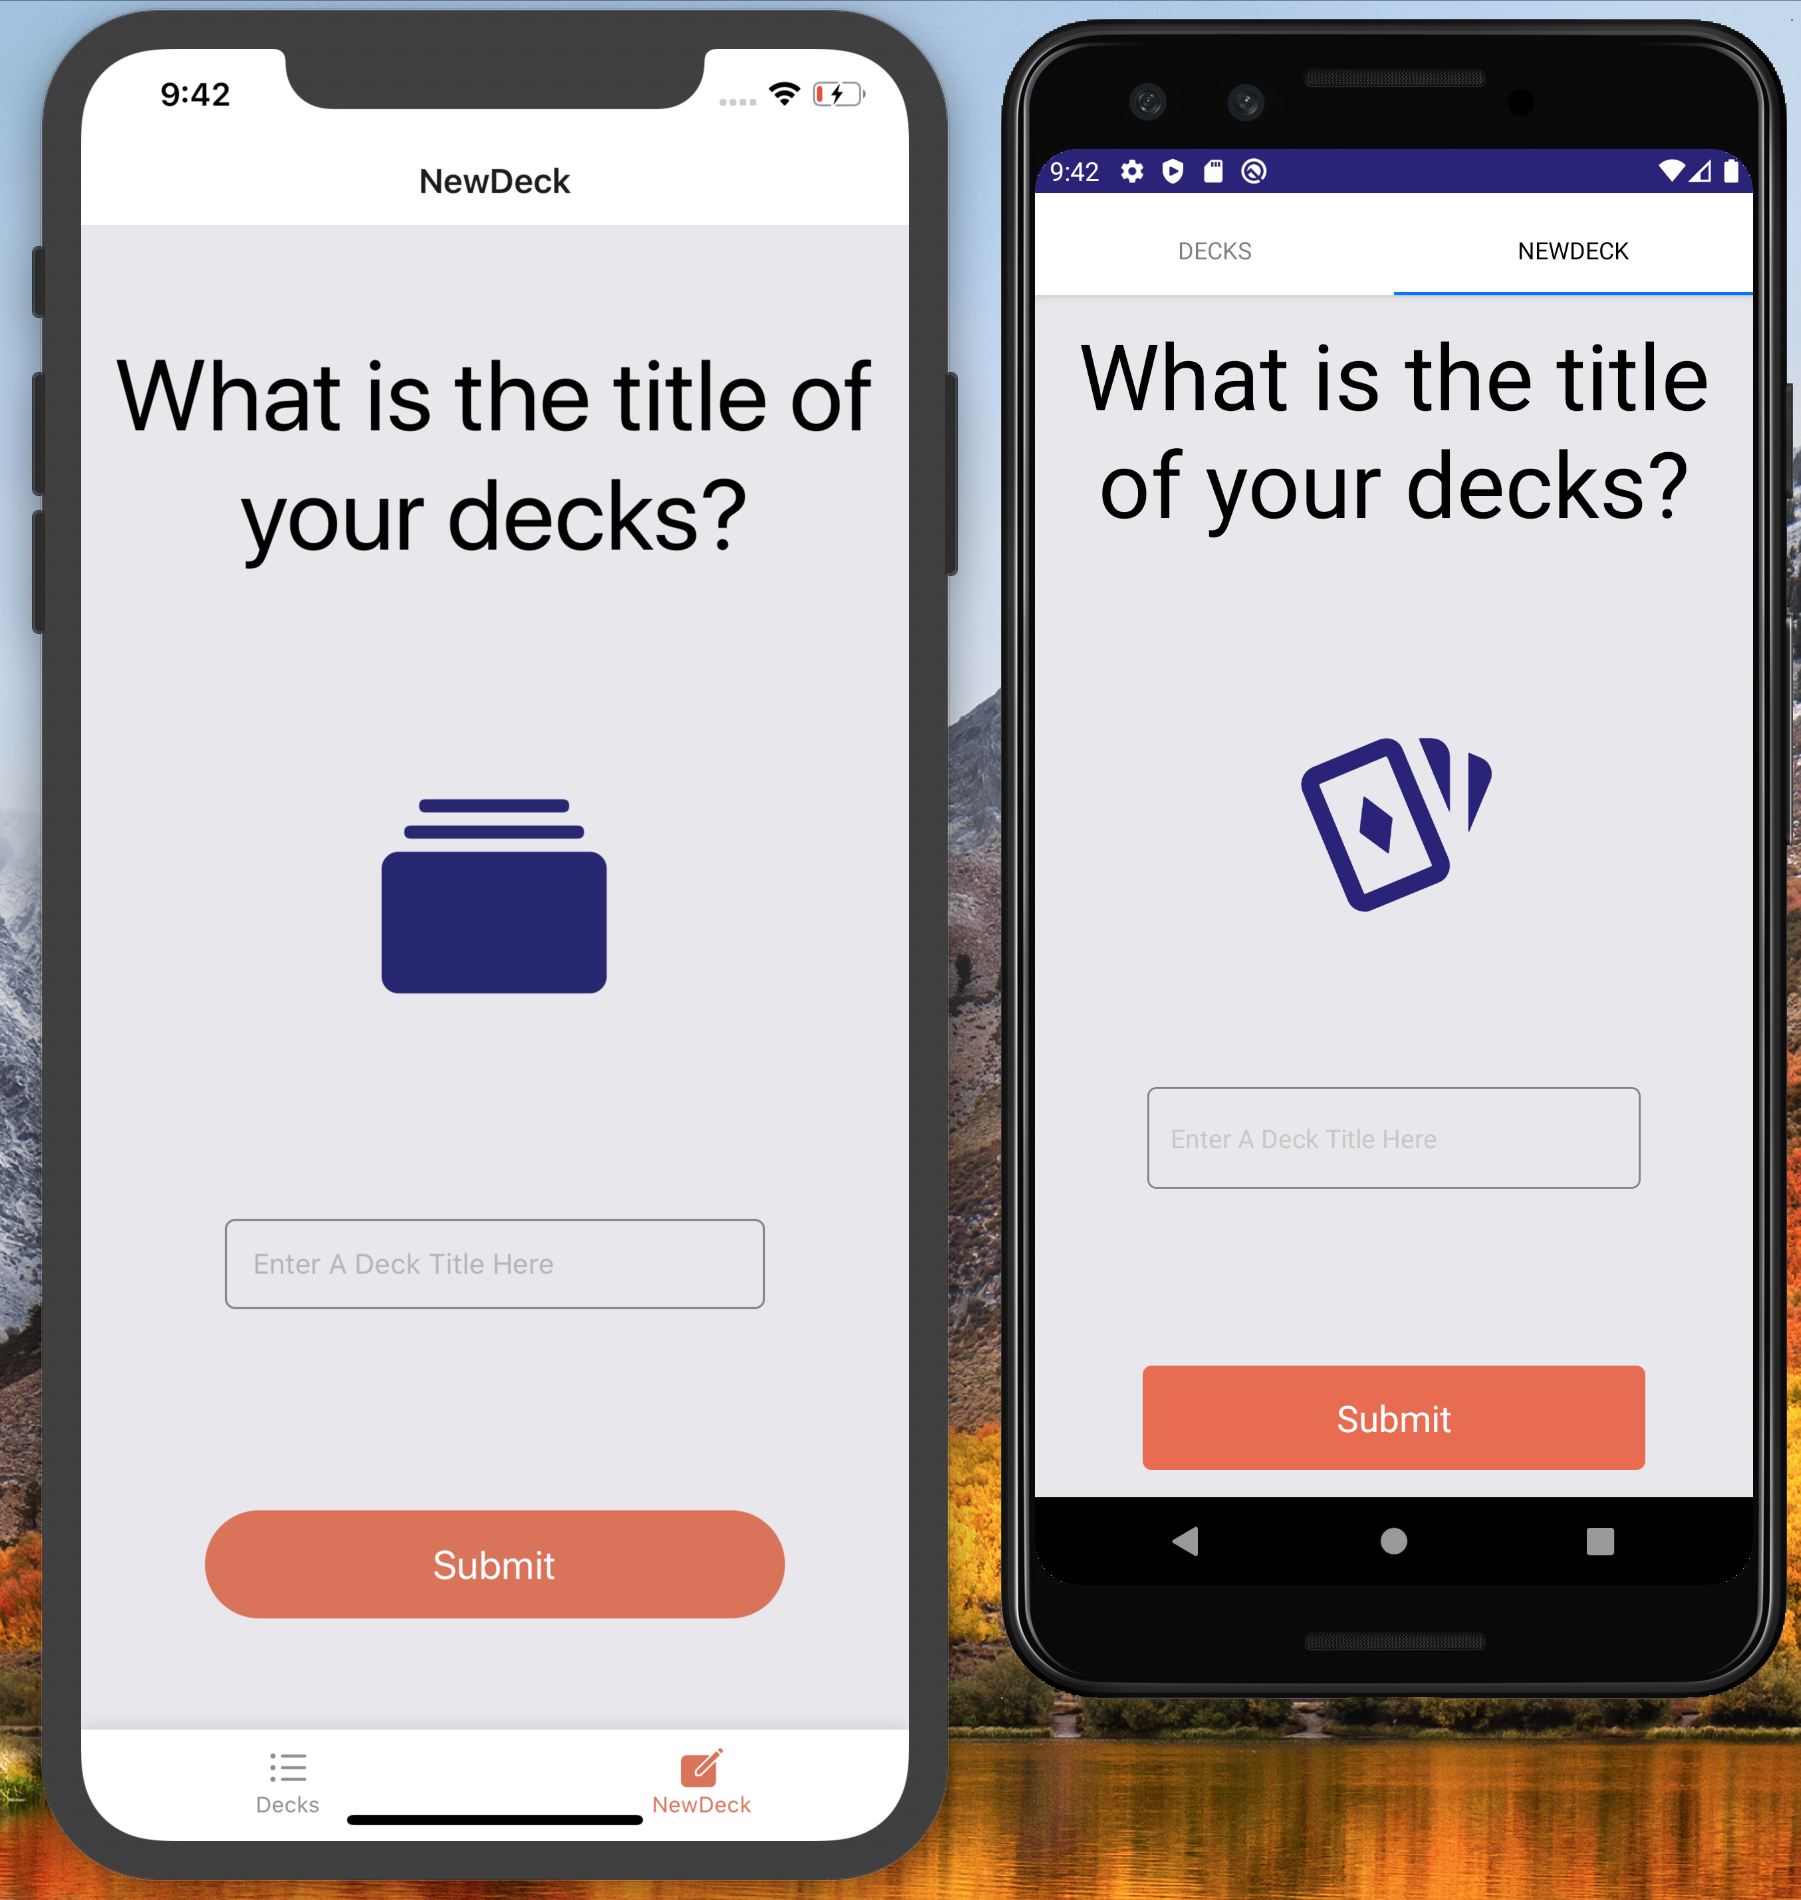 9:42
NewDeck
What is the title of
your decks?
Enter A Deck Title Here
Submit
Decks
NewDeck
9:42
DECKS
NEWDECK
What is the title
of your decks?
Enter A Deck Title Here
Submit